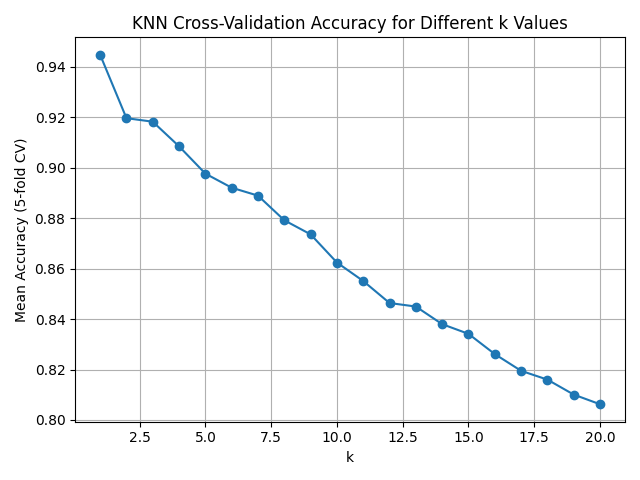 KNN Cross-Validation Accuracy for Different k Values
Mean Accuracy (5-fold CV)
0.94
0.92
0.90
0.88
0.86
0.84
0.82
0.80
2.5 5.0 7.5 10.0 12.5 15.0 17.5 20.0
k